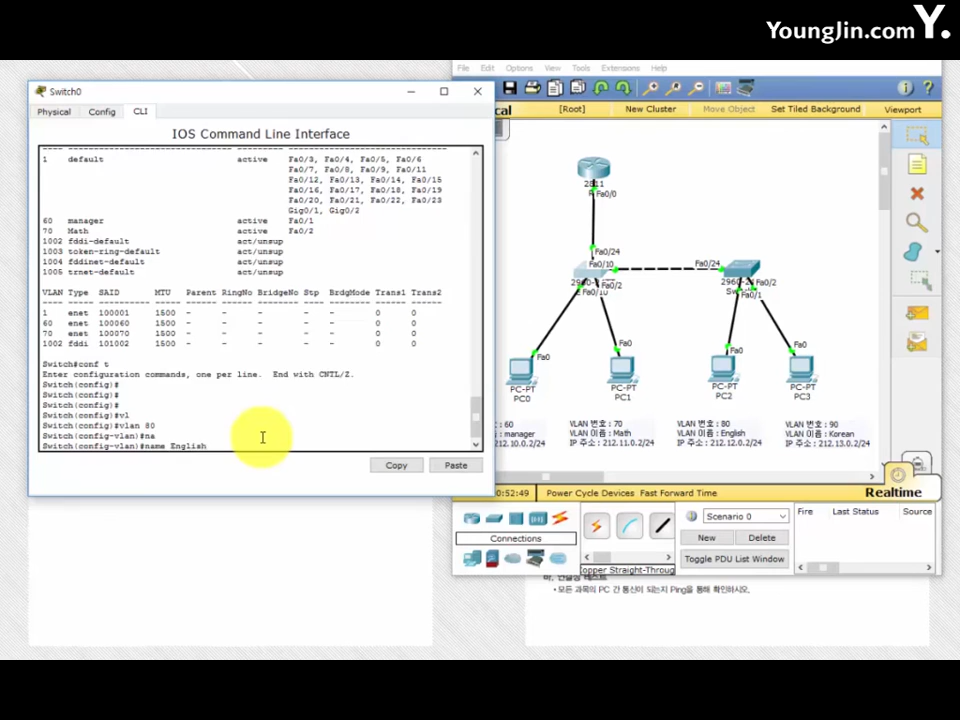 YoungJin.com Y.
File Edit Options View Tools Extensions Help
Switch0
Physical Config CLI
[Root] New Cluster Move Object Set Tiled Background Viewport
IOS Command Line Interface
1 default active Fa0/3, Fa0/4, Fa0/5, Fa0/6
Fa0/7, Fa0/8, Fa0/9, Fa0/11
Fa0/12, Fa0/13, Fa0/14, Fa0/15
Fa0/16, Fa0/17, Fa0/18, Fa0/19
Fa0/20, Fa0/21, Fa0/22, Fa0/23
Gig0/1, Gig0/2
60 manager active Fa0/1
70 Math active Fa0/2
1002 fddi-default act/unsup
1003 token-ring-default act/unsup
1004 fddinet-default act/unsup
1005 trnet-default act/unsup
VLAN Type SAID MTU Parent RingNo BridgeNo Stp BrdgMode Trans1 Trans2
1 enet 100001 1500 - - - - - 0 0
60 enet 100060 1500 - - - - - 0 0
70 enet 100070 1500 - - - - - 0 0
1002 fddi 101002 1500 - - - - - 0 0
Switch#conf t
Enter configuration commands, one per line. End with CNTL/Z.
Switch(config)#
Switch(config)#
Switch(config)#
Switch(config)#vl
Switch(config)#vlan 80
Switch(config-vlan)#na
Switch(config-vlan)#name English
Copy Paste
2811
Fa0/0
Fa0/24
Fa0/10
Fa0/2
Fa0/24
Fa0/2
Fa0/1
Fa0
PC-PT
PC0
Fa0
PC-PT
PC1
Fa0
PC-PT
PC2
Fa0
PC-PT
PC3
: 60
: manager
212.10.0.2/24
VLAN 번호 : 70
VLAN 이름 : Math
IP 주소 : 212.11.0.2/24
VLAN 번호 : 80
VLAN 이름 : English
IP 주소 : 212.12.0.2/24
VLAN 번호 : 90
VLAN 이름 : Korean
IP 주소 : 212.13.0.2/24
0:52:49 Power Cycle Devices Fast Forward Time Realtime
Connections
Scenario 0
New Delete
Toggle PDU List Window
Fire Last Status Source
Copper Straight-Throug
• 모든 과목의 PC 간 통신이 되는지 Ping을 통해 확인하시오.